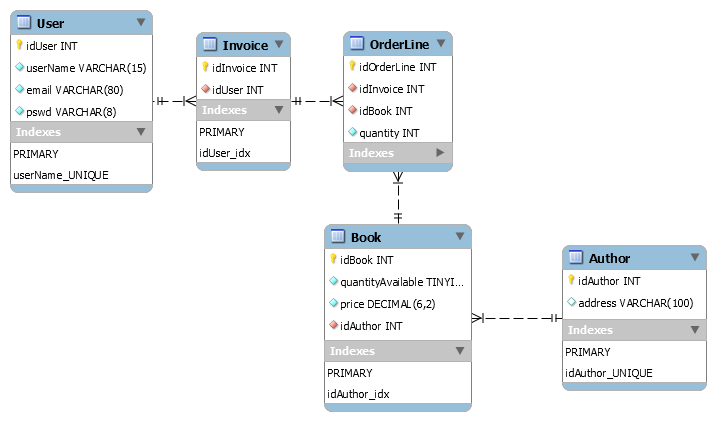 User
idUser INT
userName VARCHAR(15)
email VARCHAR(80)
pswd VARCHAR(8)
Indexes
PRIMARY
userName_UNIQUE
Invoice
idInvoice INT
idUser INT
Indexes
PRIMARY
idUser_idx
OrderLine
idOrderLine INT
idInvoice INT
idBook INT
quantity INT
Indexes
Book
idBook INT
quantityAvailable TINYI...
price DECIMAL(6,2)
idAuthor INT
Indexes
PRIMARY
idAuthor_idx
Author
idAuthor INT
address VARCHAR(100)
Indexes
PRIMARY
idAuthor_UNIQUE